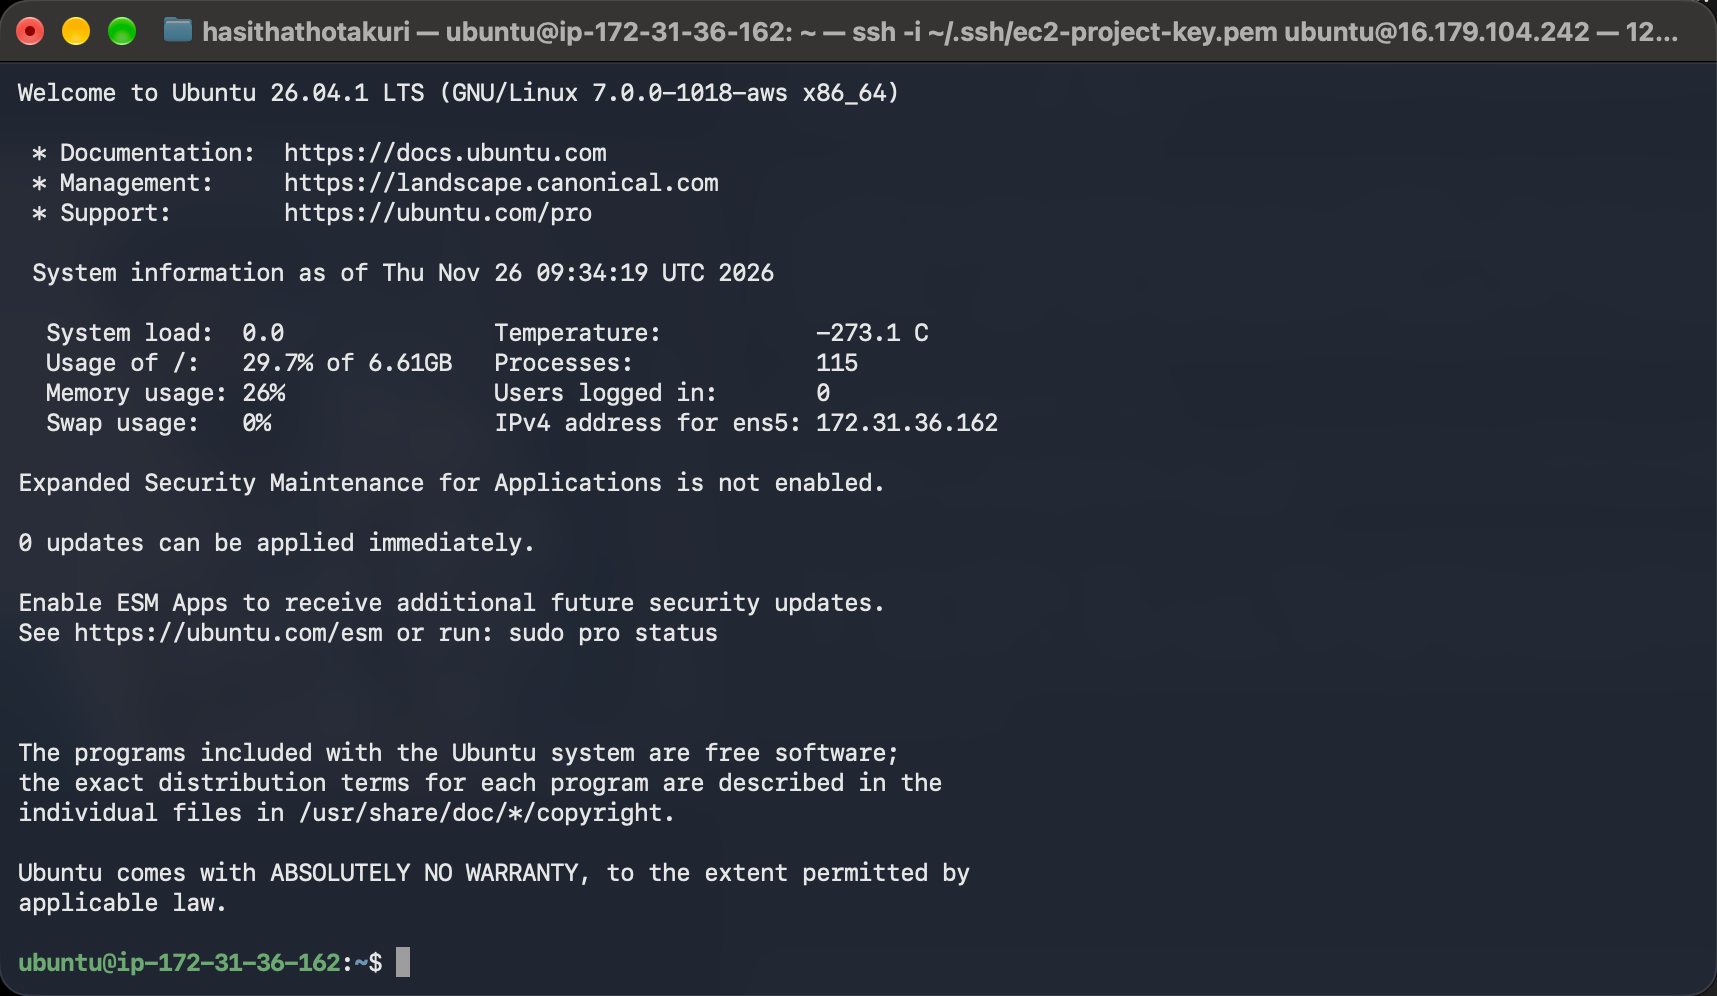 hasithathotakuri — ubuntu@ip-172-31-36-162: ~ — ssh -i ~/.ssh/ec2-project-key.pem ubuntu@16.179.104.242 — 12...
Welcome to Ubuntu 26.04.1 LTS (GNU/Linux 7.0.0-1018-aws x86_64)

 * Documentation:  https://docs.ubuntu.com
 * Management:     https://landscape.canonical.com
 * Support:        https://ubuntu.com/pro

 System information as of Thu Nov 26 09:34:19 UTC 2026

  System load:  0.0               Temperature:           -273.1 C
  Usage of /:   29.7% of 6.61GB   Processes:             115
  Memory usage: 26%               Users logged in:       0
  Swap usage:   0%                IPv4 address for ens5: 172.31.36.162

Expanded Security Maintenance for Applications is not enabled.

0 updates can be applied immediately.

Enable ESM Apps to receive additional future security updates.
See https://ubuntu.com/esm or run: sudo pro status

The programs included with the Ubuntu system are free software;
the exact distribution terms for each program are described in the
individual files in /usr/share/doc/*/copyright.

Ubuntu comes with ABSOLUTELY NO WARRANTY, to the extent permitted by
applicable law.

ubuntu@ip-172-31-36-162:~$